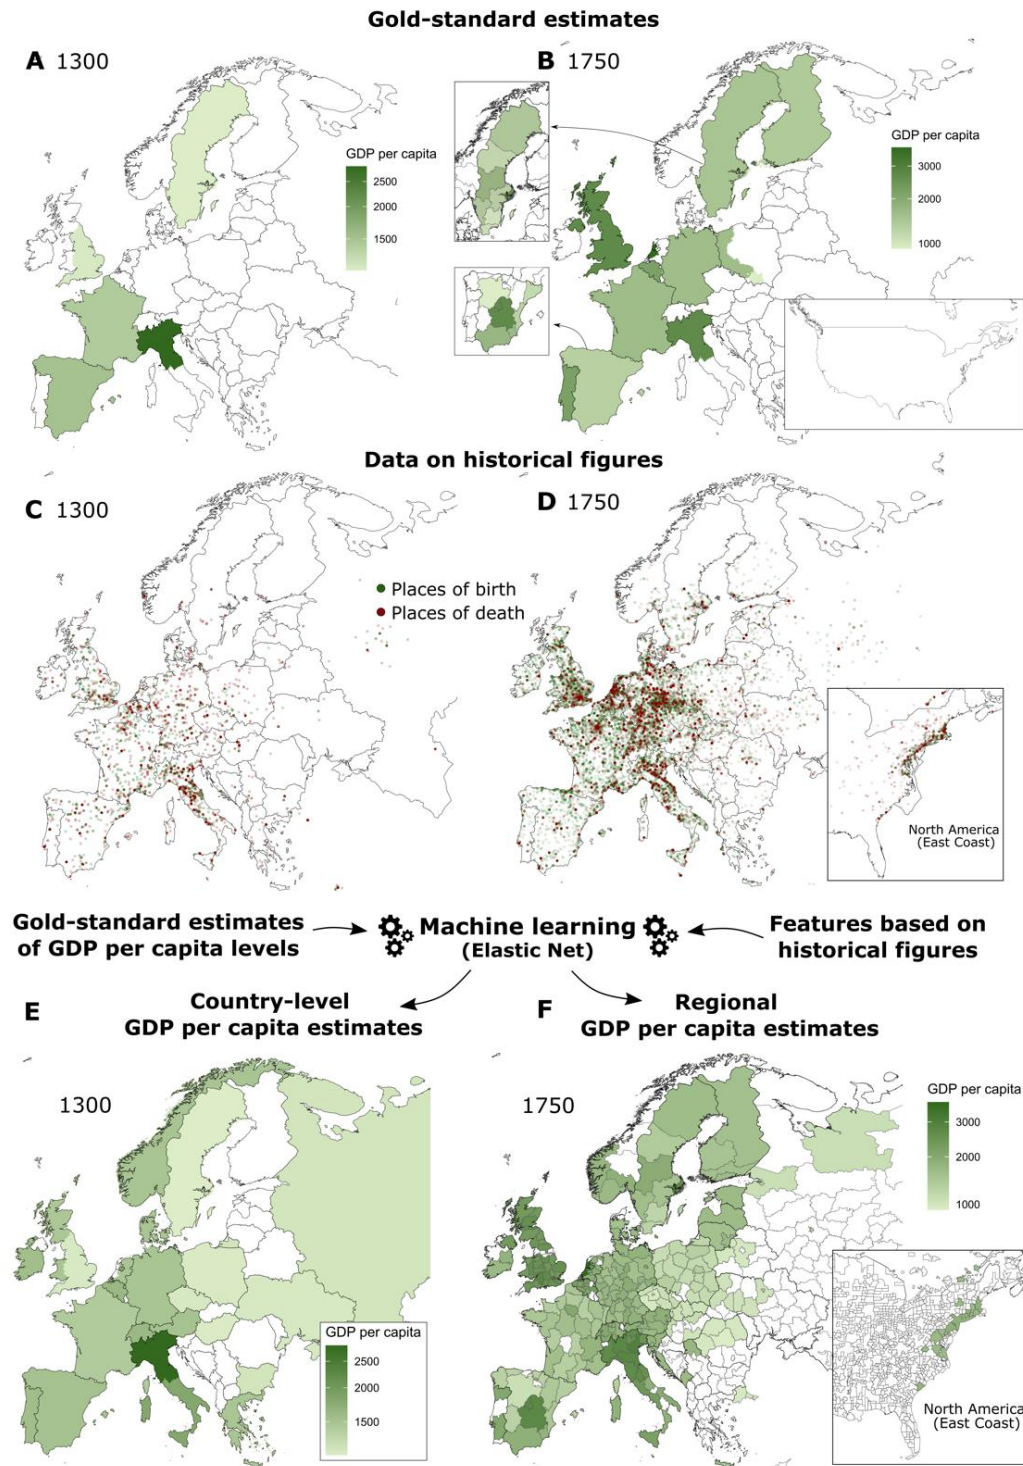 Gold-standard estimates
A 1300
B 1750
GDP per capita
2500
2000
1500
GDP per capita
3000
2000
1000
Data on historical figures
C 1300
D 1750
Places of birth
Places of death
North America
(East Coast)
Gold-standard estimates
of GDP per capita levels
Machine learning
(Elastic Net)
Features based on
historical figures
E
Country-level
GDP per capita estimates
F
Regional
GDP per capita estimates
1300
1750
GDP per capita
3000
2000
1000
GDP per capita
2500
2000
1500
North America
(East Coast)